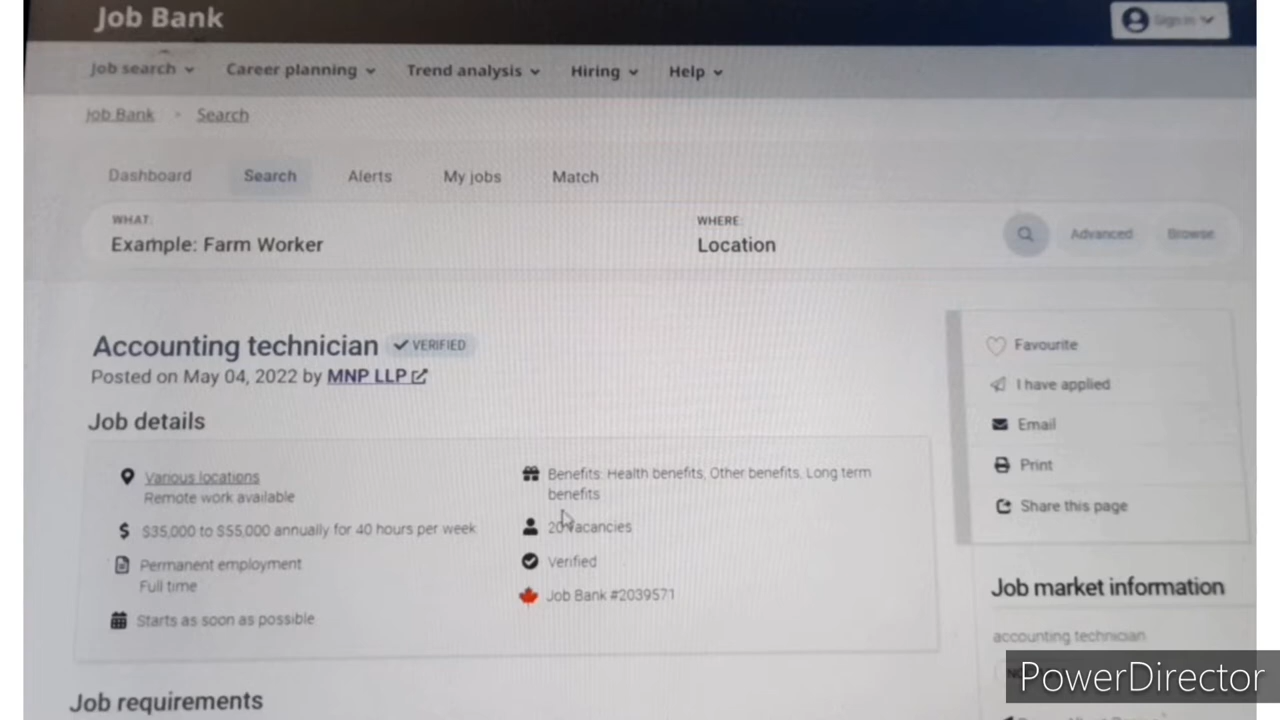 Job Bank
Sign in
Job search
Career planning
Trend analysis
Hiring
Help
Job Bank
Search
Dashboard
Search
Alerts
My jobs
Match
WHAT:
Example: Farm Worker
WHERE:
Location
Advanced
Browse
Accounting technician
VERIFIED
Posted on May 04, 2022 by MNP LLP
Job details
Various locations
Remote work available
$35,000 to $55,000 annually for 40 hours per week
Permanent employment
Full time
Starts as soon as possible
Benefits: Health benefits, Other benefits, Long term
benefits
20 vacancies
Verified
Job Bank #2039571
Favourite
I have applied
Email
Print
Share this page
Job market information
accounting technician
Job requirements
PowerDirector